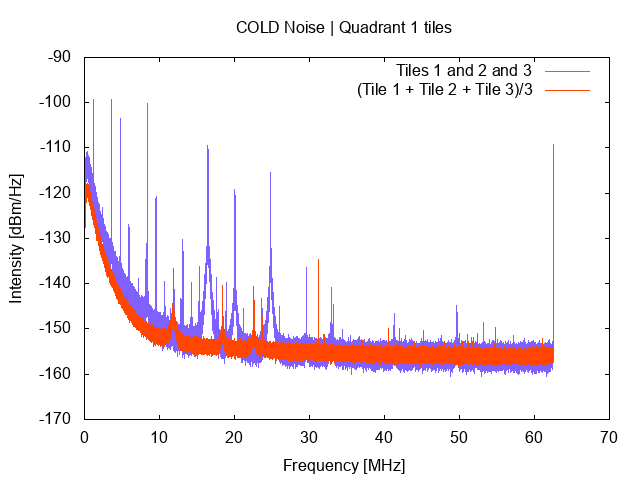 COLD Noise | Quadrant 1 tiles
Tiles 1 and 2 and 3
(Tile 1 + Tile 2 + Tile 3)/3
-90
-100
-110
-120
-130
-140
-150
-160
-170
Intensity [dBm/Hz]
0 10 20 30 40 50 60 70
Frequency [MHz]